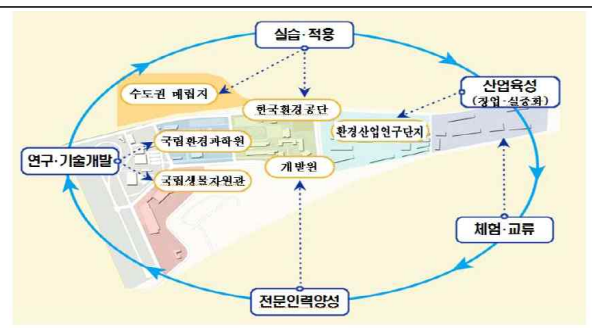 실습·적용
수도권 매립지
한국환경공단
산업육성
(창업·실증화)
환경산업연구단지
연구·기술개발
국립환경과학원
국립생물자원관
개발원
체험·교류
전문인력양성